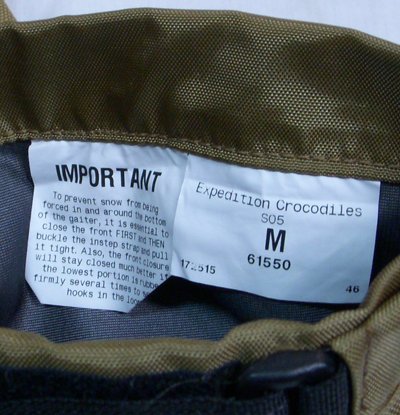 IMPORTANT
To prevent snow from being
forced in and around the bottom
of the gaiter, it is essential to
close the front FIRST and THEN
buckle the instep strap and pull
it tight. Also, the front closure
will stay closed much better if
the lowest portion is rubbed
firmly several times to
hooks in the
172515
Expedition Crocodiles
S05
M
61550
46